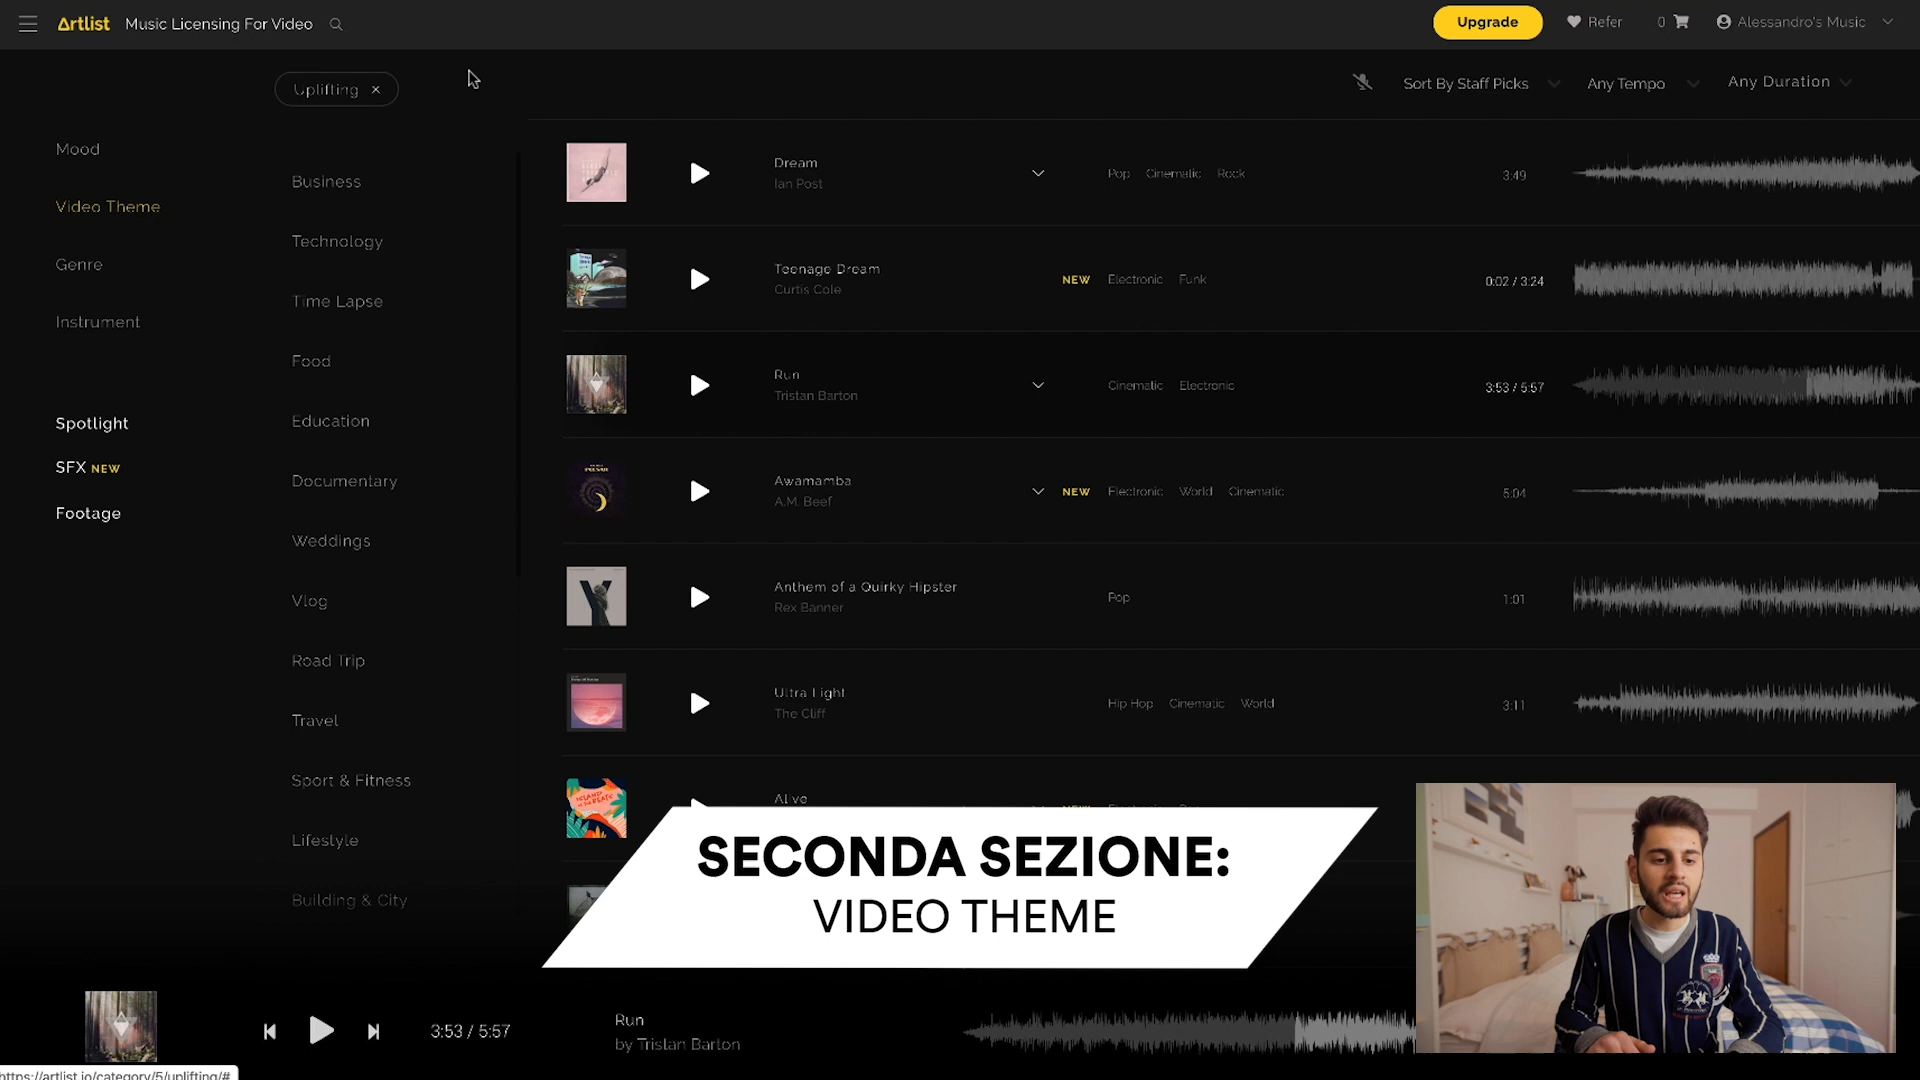 Artlist Music Licensing For Video
Upgrade
Refer
0
Alessandro's Music
Uplifting ×
Sort By Staff Picks
Any Tempo
Any Duration
Mood
Video Theme
Genre
Instrument
Spotlight
SFX NEW
Footage
Business
Technology
Time Lapse
Food
Education
Documentary
Weddings
Vlog
Road Trip
Travel
Sport & Fitness
Lifestyle
Building & City
Dream
Ian Post
Pop Cinematic Rock
3:49
Teenage Dream
Curtis Cole
NEW Electronic Funk
0:02 / 3:24
Run
Tristan Barton
Cinematic Electronic
3:53 / 5:57
Awamamba
A.M. Beef
NEW Electronic World Cinematic
5:04
Anthem of a Quirky Hipster
Rex Banner
Pop
1:01
Ultra Light
The Cliff
Hip Hop Cinematic World
3:11
Alive
SECONDA SEZIONE:
VIDEO THEME
3:53 / 5:57
Run
by Tristan Barton
https://artlist.io/category/5/uplifting/#